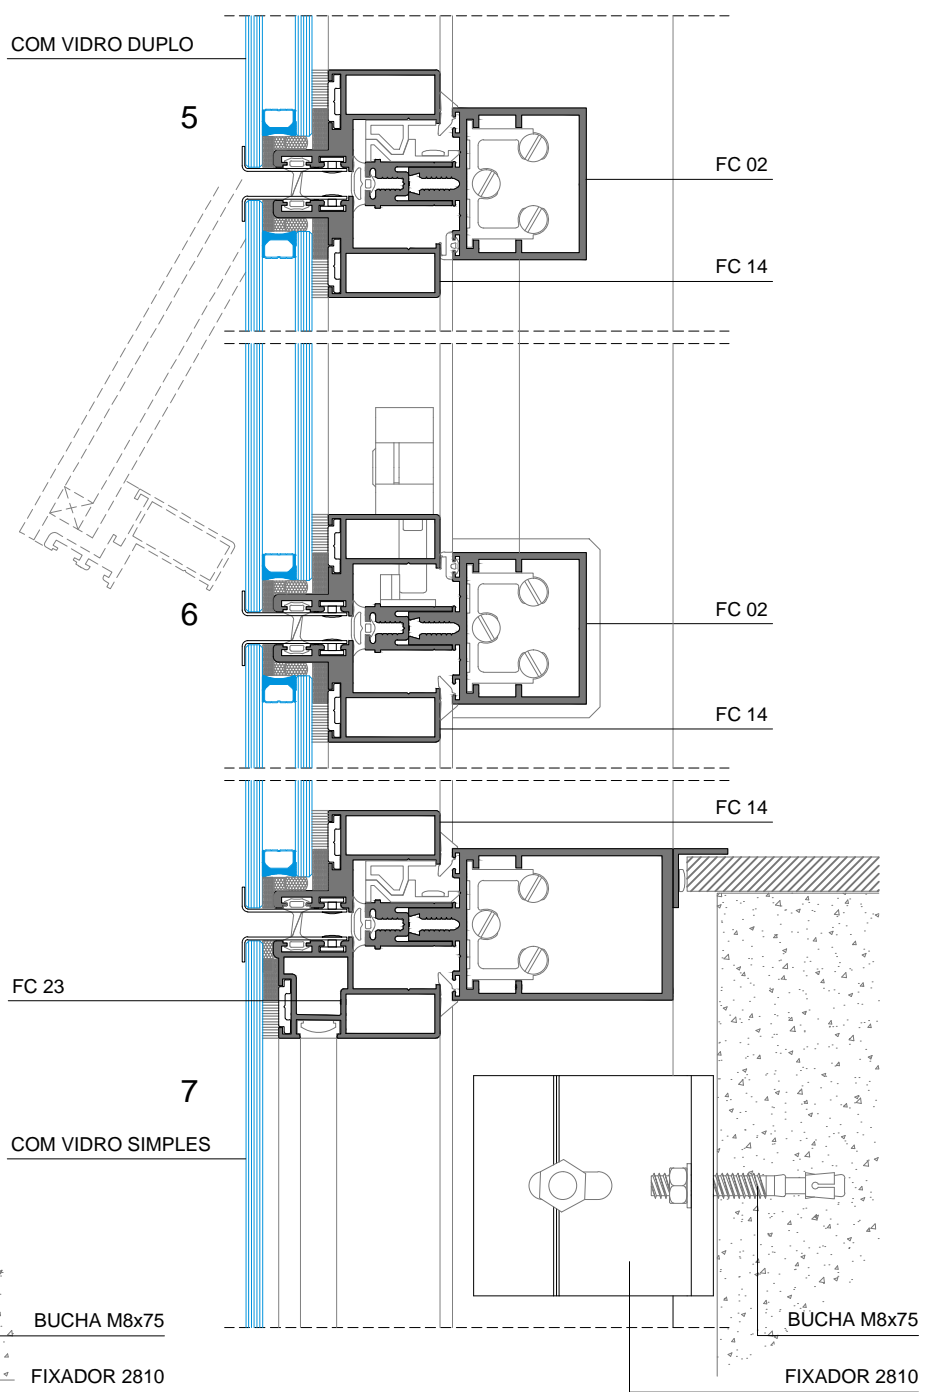 COM VIDRO DUPLO
5
FC 02
FC 14
6
FC 02
FC 14
FC 14
FC 23
7
COM VIDRO SIMPLES
BUCHA M8x75
BUCHA M8x75
FIXADOR 2810
FIXADOR 2810